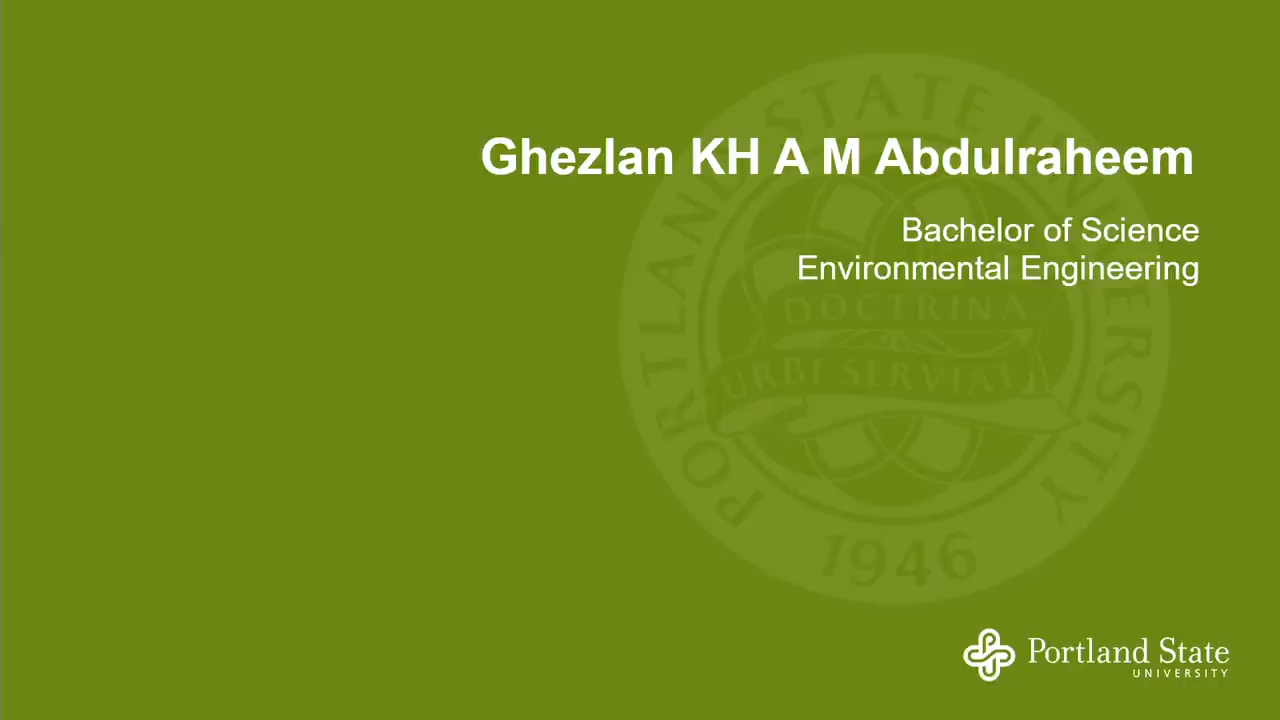 Ghezlan KH A M Abdulraheem
Bachelor of Science
Environmental Engineering
PORTLAND STATE UNIVERSITY
DOCTRINA
URBI SERVIAT
1946
Portland State
UNIVERSITY